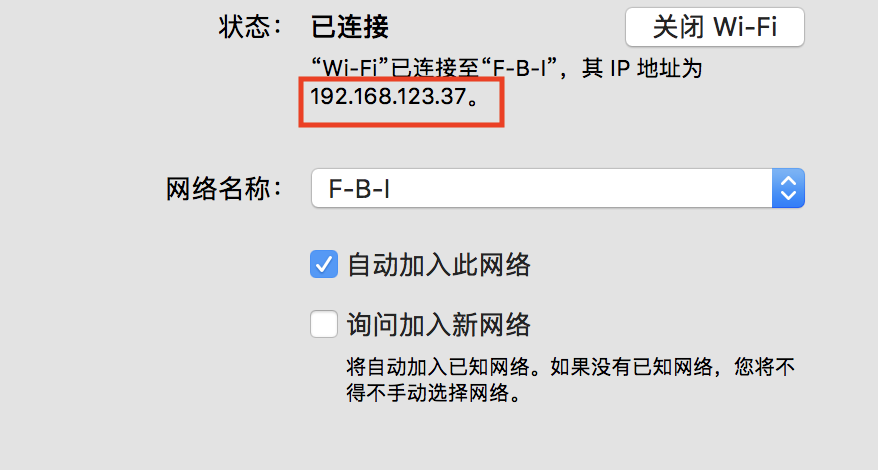 状态： 已连接 关闭 Wi-Fi
“Wi-Fi”已连接至“F-B-I”，其 IP 地址为
192.168.123.37。
网络名称： F-B-I
自动加入此网络
询问加入新网络
将自动加入已知网络。如果没有已知网络，您将不
得不手动选择网络。